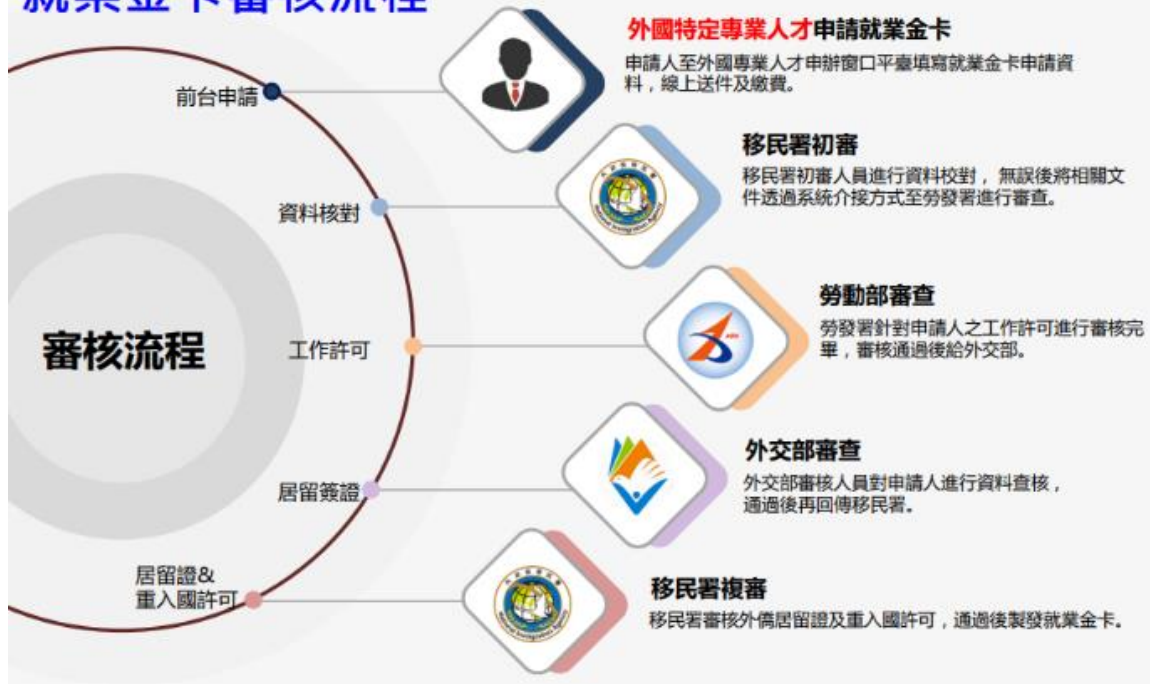 就業金卡審核流程
外國特定專業人才申請就業金卡
申請人至外國專業人才申辦窗口平臺填寫就業金卡申請資
料，線上送件及繳費。
前台申請
移民署初審
移民署初審人員進行資料校對，無誤後將相關文
件透過系統介接方式至勞發署進行審查。
資料核對
勞動部審查
勞發署針對申請人之工作許可進行審核完
畢，審核通過後給外交部。
審核流程
工作許可
外交部審查
外交部審核人員對申請人進行資料查核，
通過後再回傳移民署。
居留簽證
居留證&
重入國許可
移民署複審
移民署審核外僑居留證及重入國許可，通過後製發就業金卡。